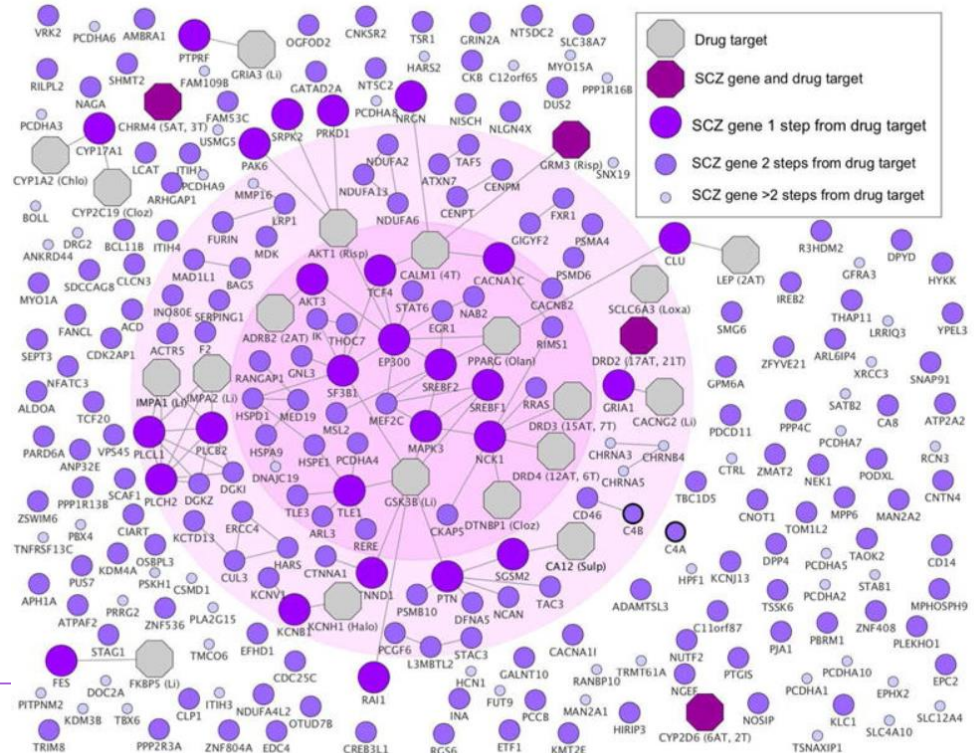 VRK2
PCDHA6
AMBRA1
PTPRF
GRIA3 (Li)
OGFOD2
CNKSR2
TSR1
GRIN2A
NT5DC2
SLC38A7
Drug target
SCZ gene and drug target
SCZ gene 1 step from drug target
SCZ gene 2 steps from drug target
SCZ gene >2 steps from drug target
RILPL2
NAGA
SHMT2
FAM109B
GATAD2A
NT5C2
HARS2
CKB
C12orf65
MYO15A
PPP1R16B
PCDHA3
CHRM4 (5AT, 3T)
FAM53C
SRPK2
PRKD1
PCDHA8
NRGN
NISCH
NLGN4X
DUS2
CYP17A1
USMG5
PAK6
NDUFA2
TAF5
GRM3 (Risp)
SNX19
CYP1A2 (Chlo)
LCAT
ITIH1
PCDHA9
NDUFA13
ATXN7
CENPM
CYP2C19 (Cloz)
ARHGAP1
MMP16
LRP1
NDUFA6
CENPT
FXR1
BOLL
DRG2
ANKRD44
BCL11B
ITIH4
FURIN
MDK
AKT1 (Risp)
CALM1 (4T)
GIGYF2
PSMA4
CLU
LEP (2AT)
R3HDM2
GFRA3
DPYD
HYKK
MYO1A
SDCCAG8
CLCN3
MAD1L1
BAG5
AKT3
TCF4
CACNA1C
PSMD6
CACNB2
SCLC6A3 (Loxa)
IREB2
THAP11
FANCL
ACD
INO80E
SERPING1
STAT6
NAB2
EGR1
RIMS1
SMG6
LRRIQ3
YPEL3
SEPT3
CDK2AP1
ACTR5
F2
ADRB2 (2AT)
IK
THOC7
EP300
PPARG (Olan)
DRD2 (17AT, 21T)
ZFYVE21
ARL6IP4
XRCC3
SNAP91
NFATC3
IMPA1 (Li)
IMPA2 (Li)
RANGAP1
GNL3
SF3B1
SREBF2
SREBF1
RRAS
GRIA1
CACNG2 (Li)
GPM6A
SATB2
ALDOA
TCF20
HSPD1
MED19
MSL2
MEF2C
DRD3 (15AT, 7T)
PDCD11
PPP4C
PCDHA7
CA8
ATP2A2
PARD6A
ANP32E
VPS45
PLCL1
PLCB2
HSPA9
HSPE1
PCDHA4
MAPK3
NCK1
DRD4 (12AT, 6T)
CHRNA3
CHRNB4
CHRNA5
CTRL
ZMAT2
NEK1
PODXL
RCN3
CNTN4
PPP1R13B
SCAF1
PLCH2
DGKZ
DGKI
DNAJC19
GSK3B (Li)
DTNBP1 (Cloz)
CD46
TBC1D5
ZSWIM6
PBX4
CIART
KCTD13
ERCC4
TLE3
ARL3
TLE1
RERE
CKAP5
C4B
C4A
CNOT1
TOM1L2
MPP6
MAN2A2
TNFRSF13C
KDM4A
OSBPL3
CUL3
HARS
CTNNA1
CTNND1
SGSM2
CA12 (Sulp)
HPF1
KCNJ13
DPP4
PCDHA5
TAOK2
CD14
PUS7
PSKH1
CSMD1
KCNV1
PTN
TAC3
STAB1
APH1A
PRRG2
PLA2G15
KCNB1
KCNH1 (Halo)
PSMB10
DFNA5
NCAN
ADAMTSL3
TSSK6
PCDHA2
MPHOSPH9
ATPAF2
ZNF536
TMCO6
EFHD1
PCGF6
L3MBTL2
STAC3
CACNA1I
C11orf87
PJA1
PBRM1
ZNF408
PLEKHO1
STAG1
FES
FKBP5 (Li)
CDC25C
RAI1
HCN1
GALNT10
TRMT61A
NUTF2
PTGIS
PCDHA10
EPC2
PITPNM2
DOC2A
KDM3B
TBX6
CLP1
ITIH3
NDUFA4L2
OTUD7B
INA
FUT9
PCCB
RANBP10
MAN2A1
NGEF
PCDHA1
EPHX2
SLC12A4
TRIM8
PPP2R3A
ZNF804A
EDC4
CREB3L1
RGS6
ETF1
KMT2E
HIRIP3
CYP2D6 (6AT, 2T)
NOSIP
TSNAXIP1
KLC1
SLC4A10